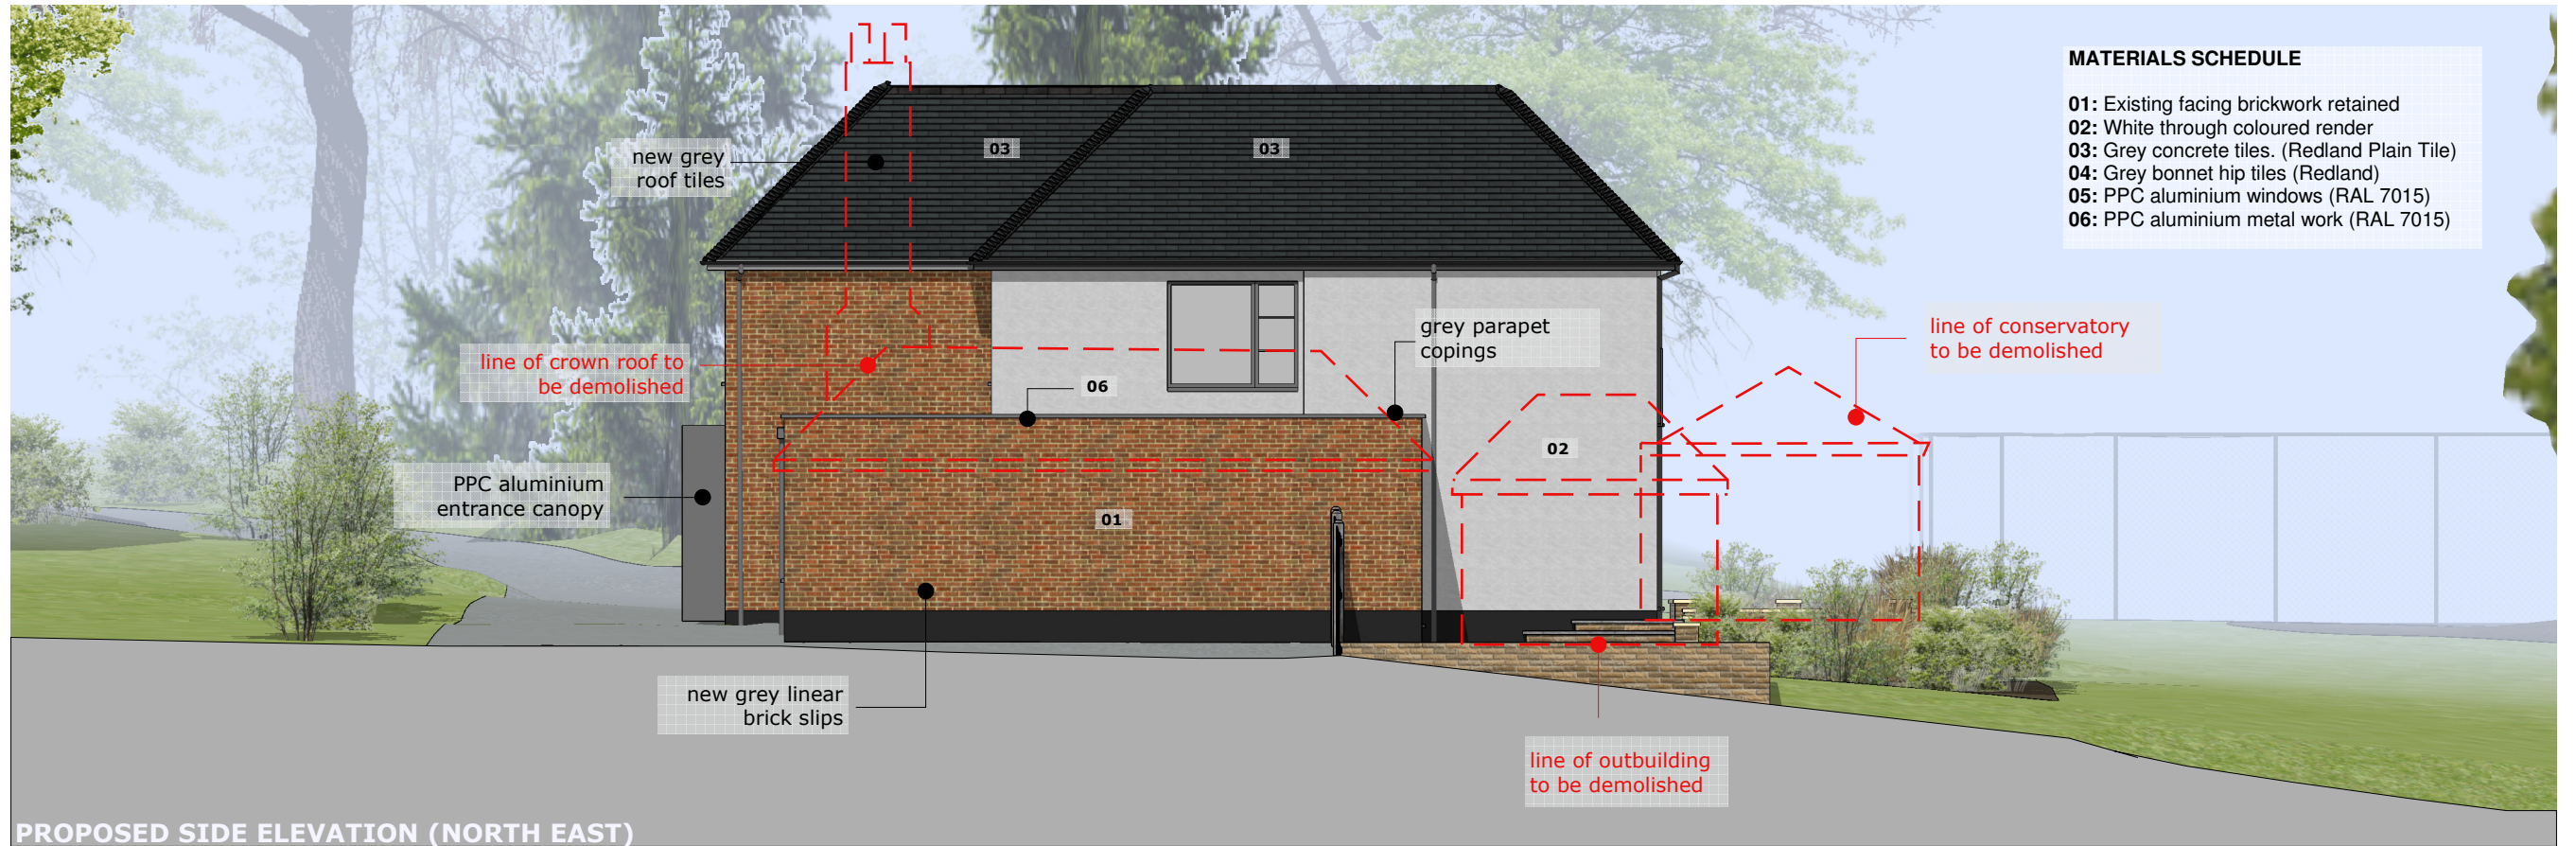 MATERIALS SCHEDULE
01: Existing facing brickwork retained
02: White through coloured render
03: Grey concrete tiles. (Redland Plain Tile)
04: Grey bonnet hip tiles (Redland)
05: PPC aluminium windows (RAL 7015)
06: PPC aluminium metal work (RAL 7015)
new grey
roof tiles
03
03
line of crown roof to
be demolished
06
grey parapet
copings
line of conservatory
to be demolished
02
PPC aluminium
entrance canopy
01
new grey linear
brick slips
line of outbuilding
to be demolished
PROPOSED SIDE ELEVATION (NORTH EAST)